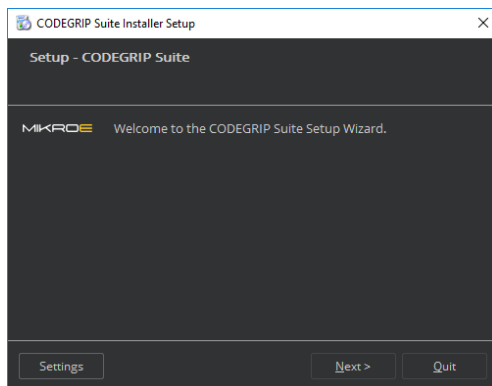 CODEGRIP Suite Installer Setup
Setup - CODEGRIP Suite
MIKROE Welcome to the CODEGRIP Suite Setup Wizard.
Settings Next > Quit